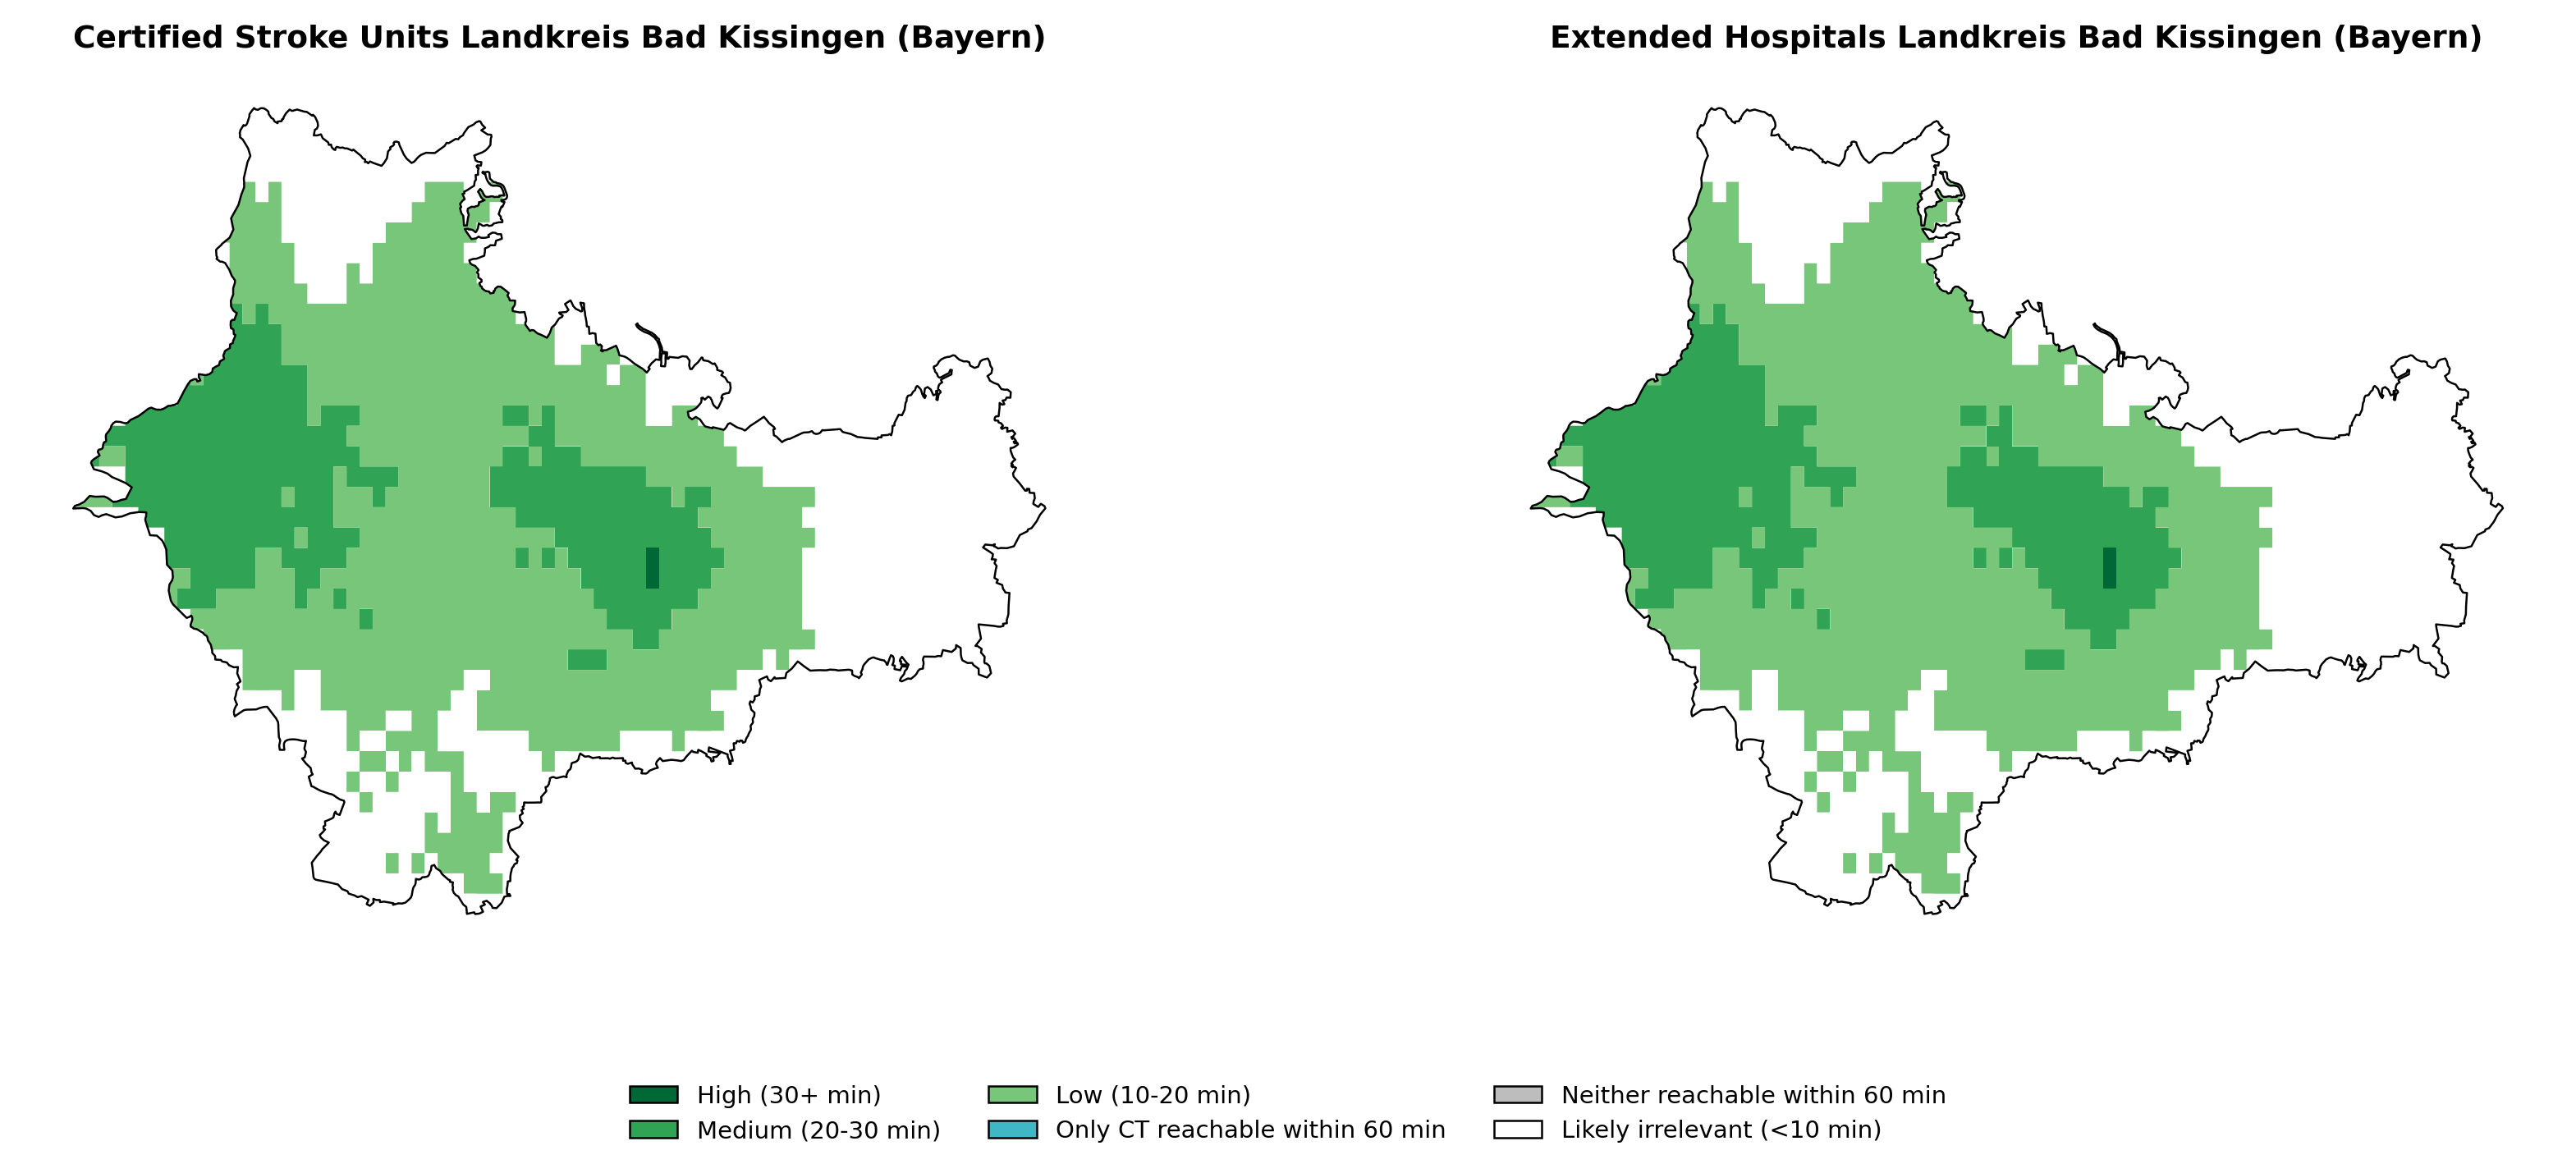 Certified Stroke Units Landkreis Bad Kissingen (Bayern)
Extended Hospitals Landkreis Bad Kissingen (Bayern)
High (30+ min)
Medium (20-30 min)
Low (10-20 min)
Only CT reachable within 60 min
Neither reachable within 60 min
Likely irrelevant (<10 min)